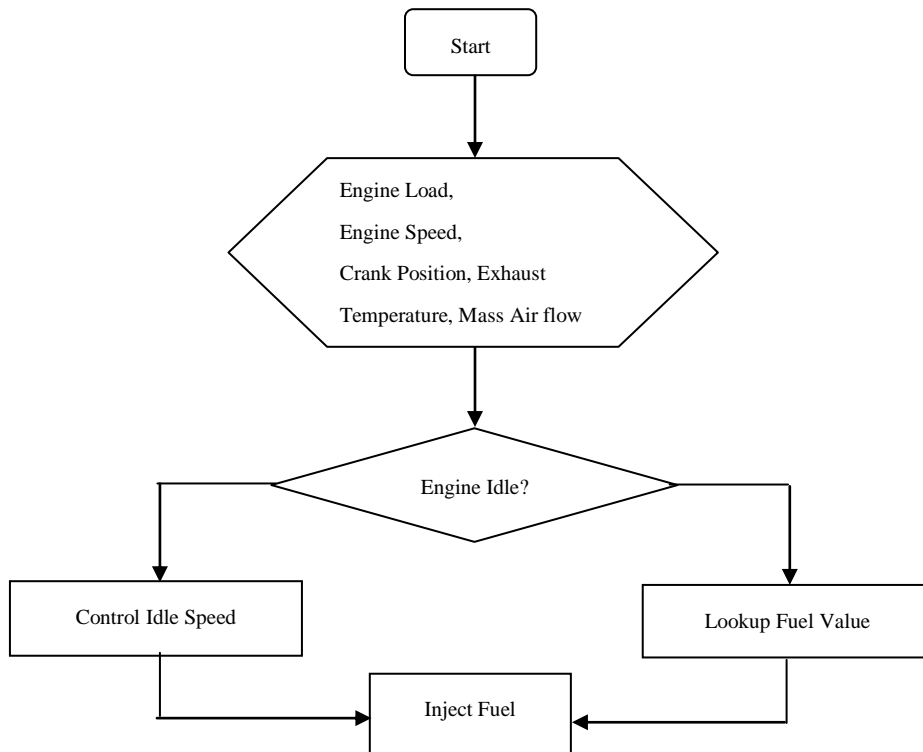 Start
Engine Load,
Engine Speed,
Crank Position, Exhaust
Temperature, Mass Air flow
Engine Idle?
Control Idle Speed
Lookup Fuel Value
Inject Fuel